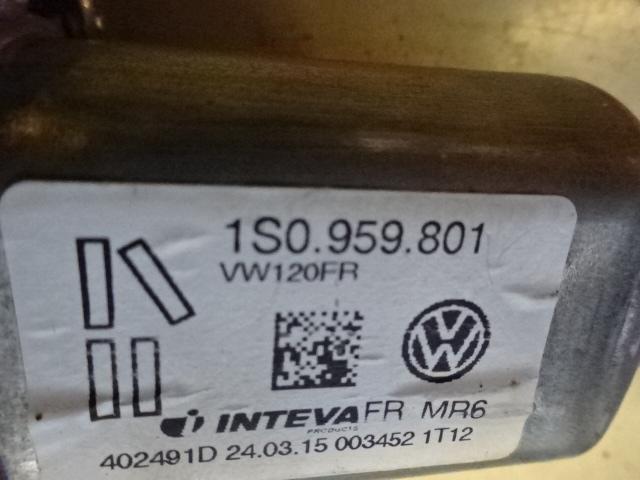 1S0.959.801
VW120FR
INTEVA FR MR6
PRODUCTS
402491D 24.03.15 003452 1T12